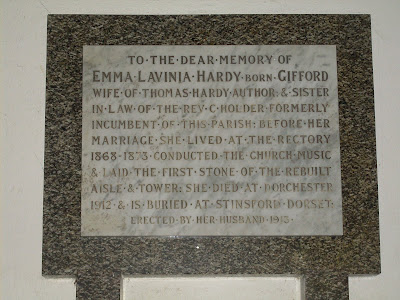 TO·THE·DEAR·MEMORY OF
EMMA·LAVINIA·HARDY·BORN·GIFFORD
WIFE·OF·THOMAS·HARDY·AUTHOR·& SISTER
IN·LAW·OF·THE·REV·C·HOLDER·FORMERLY
INCUMBENT·OF·THIS·PARISH: BEFORE·HER
MARRIAGE·SHE·LIVED·AT·THE·RECTORY
1868-1873·CONDUCTED·THE·CHURCH·MUSIC
& LAID·THE·FIRST·STONE·OF·THE·REBUILT
AISLE·&·TOWER: SHE·DIED·AT·DORCHESTER
1912·& IS·BURIED·AT·STINSFORD·DORSET:
ERECTED·BY·HER·HUSBAND·1913·